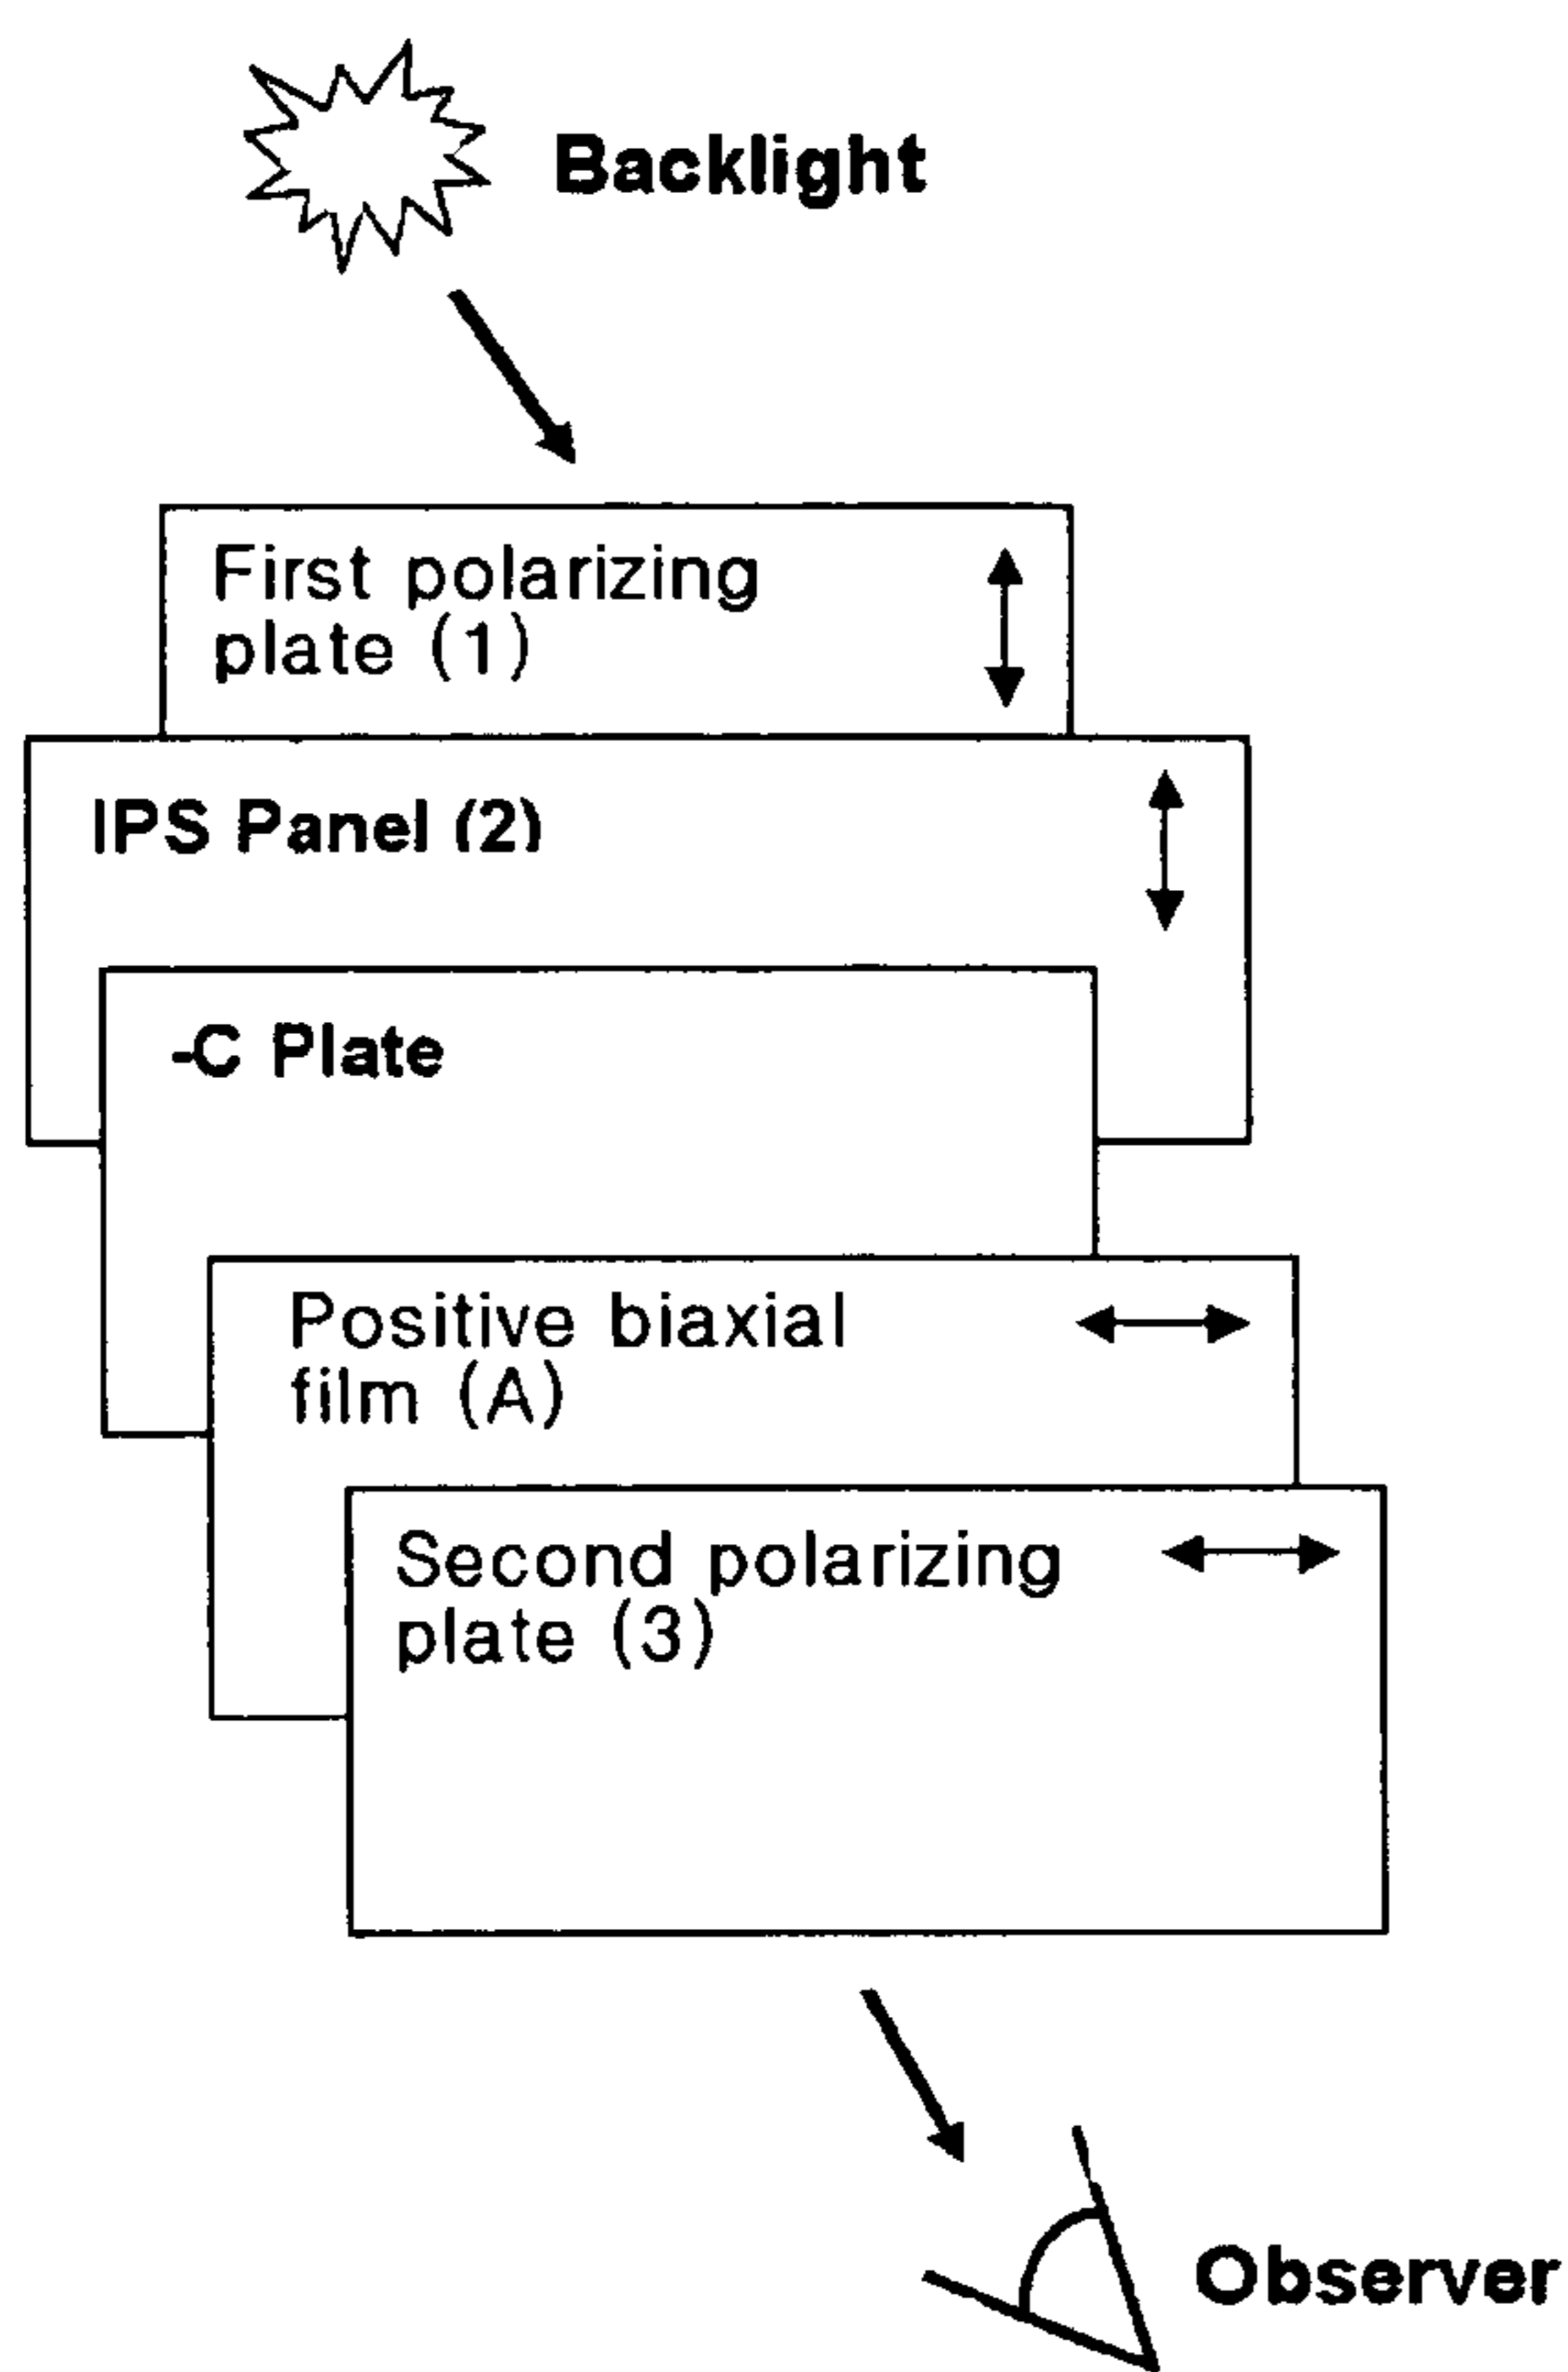 Backlight
First polarizing
plate (1)
IPS Panel (2)
-C Plate
Positive biaxial
film (A)
Second polarizing
plate (3)
Observer